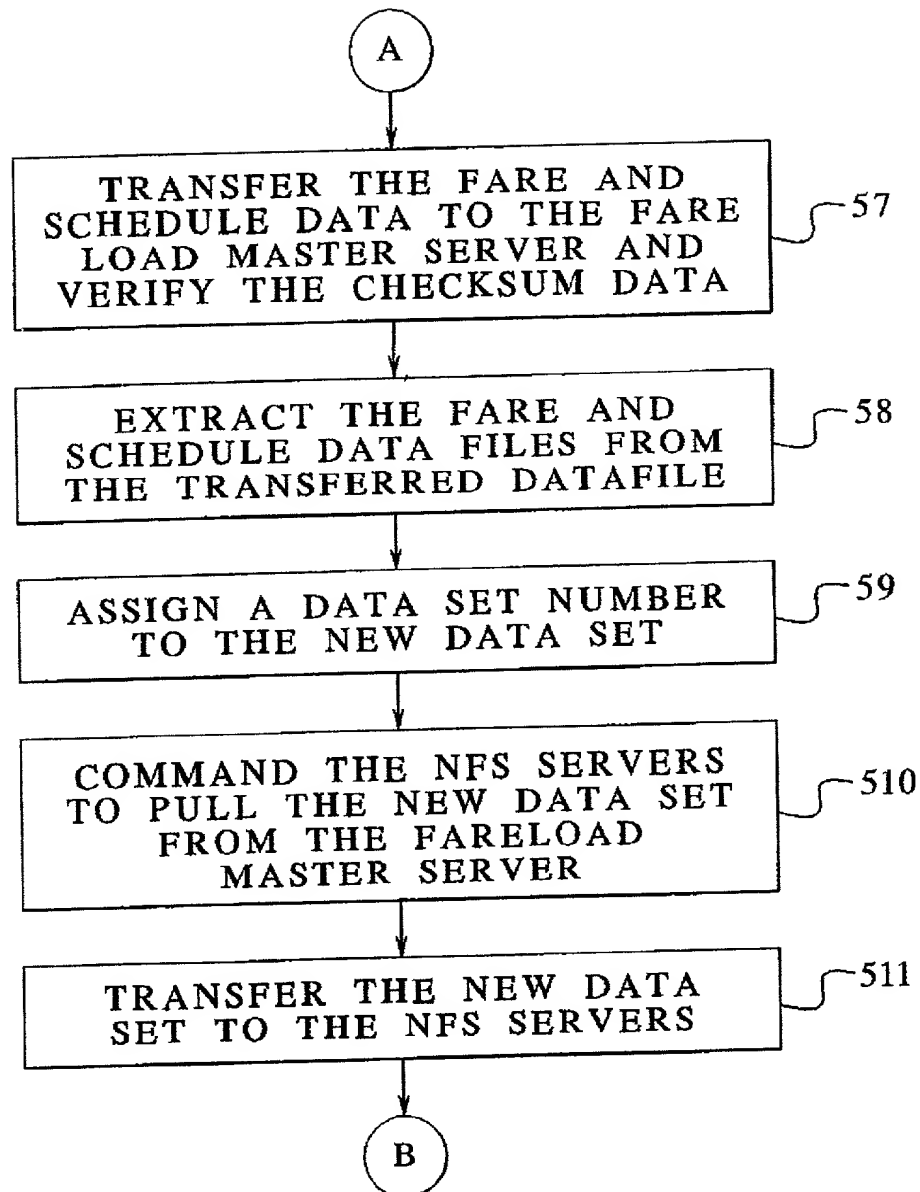 A
TRANSFER THE FARE AND
SCHEDULE DATA TO THE FARE
LOAD MASTER SERVER AND
VERIFY THE CHECKSUM DATA
57
EXTRACT THE FARE AND
SCHEDULE DATA FILES FROM
THE TRANSFERRED DATAFILE
58
ASSIGN A DATA SET NUMBER
TO THE NEW DATA SET
59
COMMAND THE NFS SERVERS
TO PULL THE NEW DATA SET
FROM THE FARELOAD
MASTER SERVER
510
TRANSFER THE NEW DATA
SET TO THE NFS SERVERS
511
B